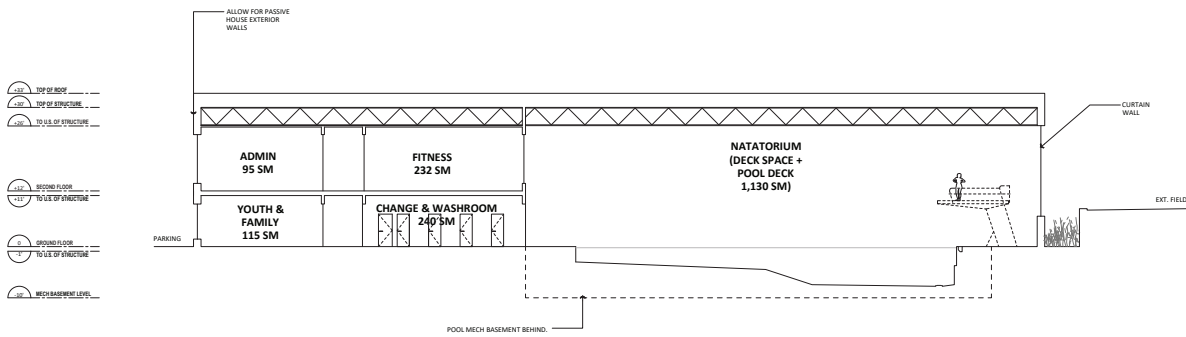 ALLOW FOR PASSIVE
HOUSE EXTERIOR
WALLS
+33' TOP OF ROOF
+30' TOP OF STRUCTURE
+26' TO U.S. OF STRUCTURE
CURTAIN
WALL
NATATORIUM
(DECK SPACE +
POOL DECK
1,130 SM)
ADMIN
95 SM
FITNESS
232 SM
+12' SECOND FLOOR
+11' TO U.S. OF STRUCTURE
YOUTH &
FAMILY
115 SM
CHANGE & WASHROOM
240 SM
EXT. FIELD
PARKING
0 GROUND FLOOR
-1' TO U.S. OF STRUCTURE
-10' MECH BASEMENT LEVEL
POOL MECH BASEMENT BEHIND.